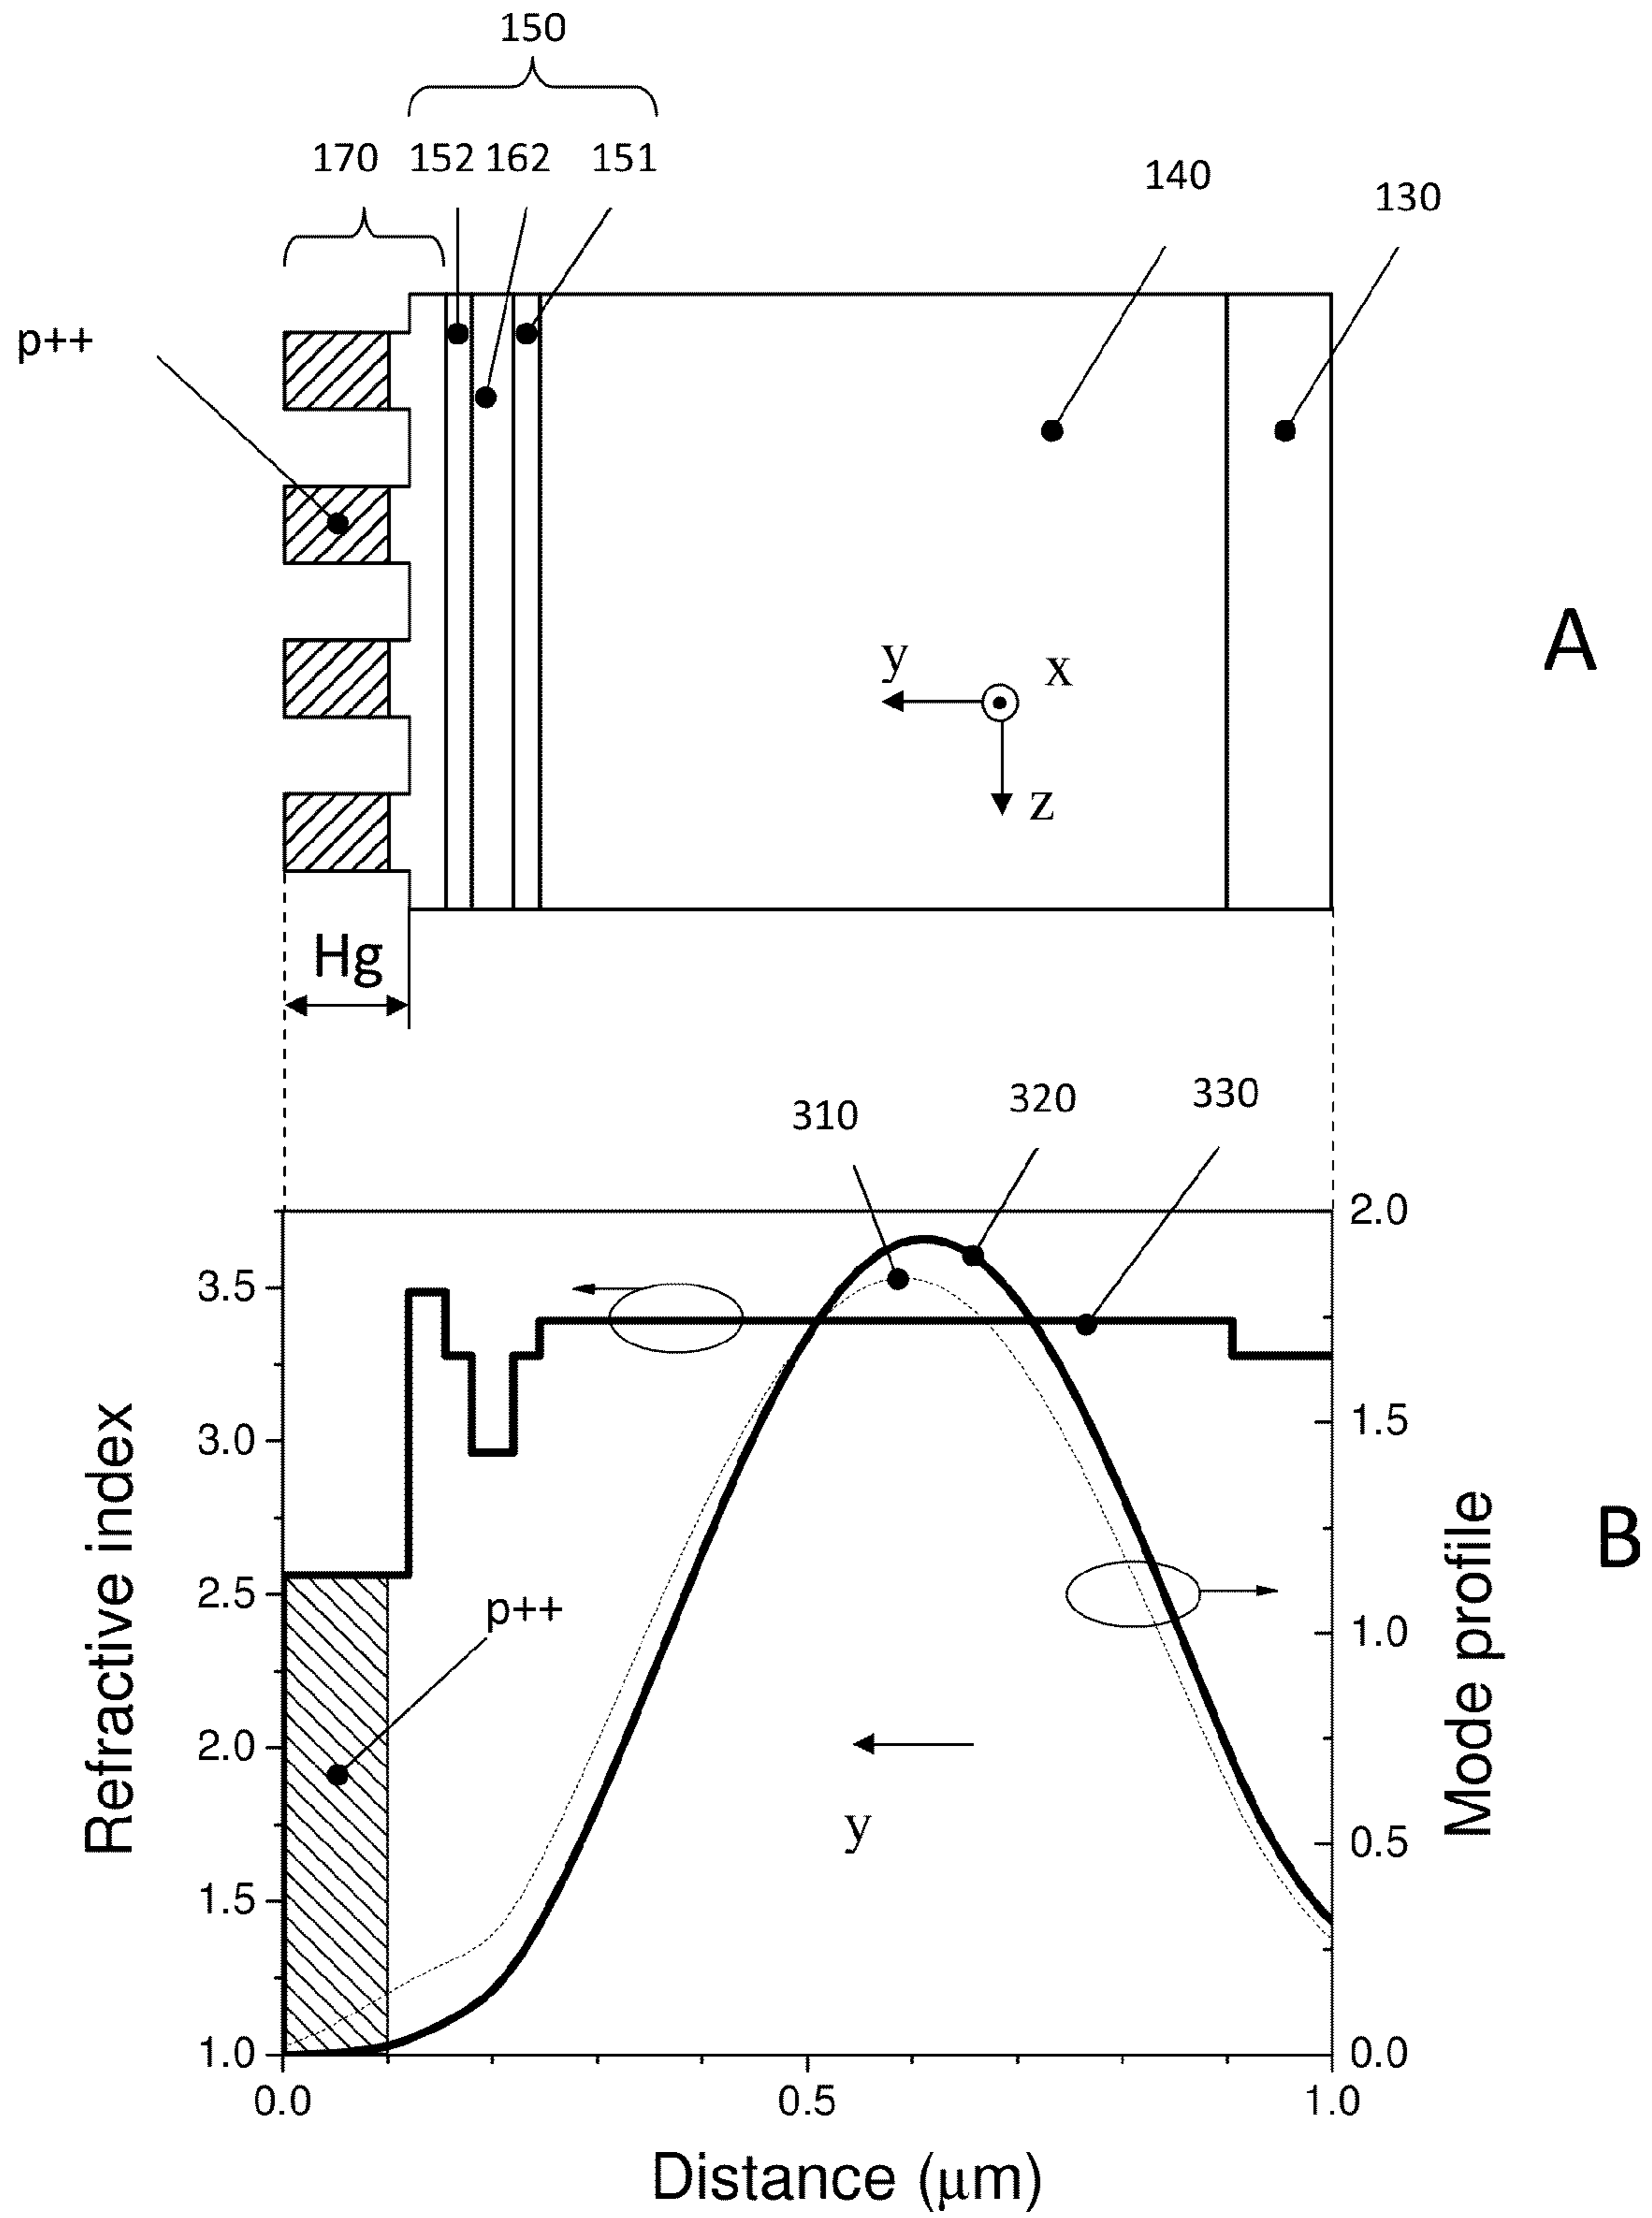 150
170 152 162 151 140 130
p++
A
y x
z
Hg
310 320 330
2.0
3.5
1.5
3.0
B
2.5
p++
1.0
2.0
y
0.5
1.5
1.0 0.0
0.0 0.5 1.0
Refractive index
Mode profile
Distance (μm)